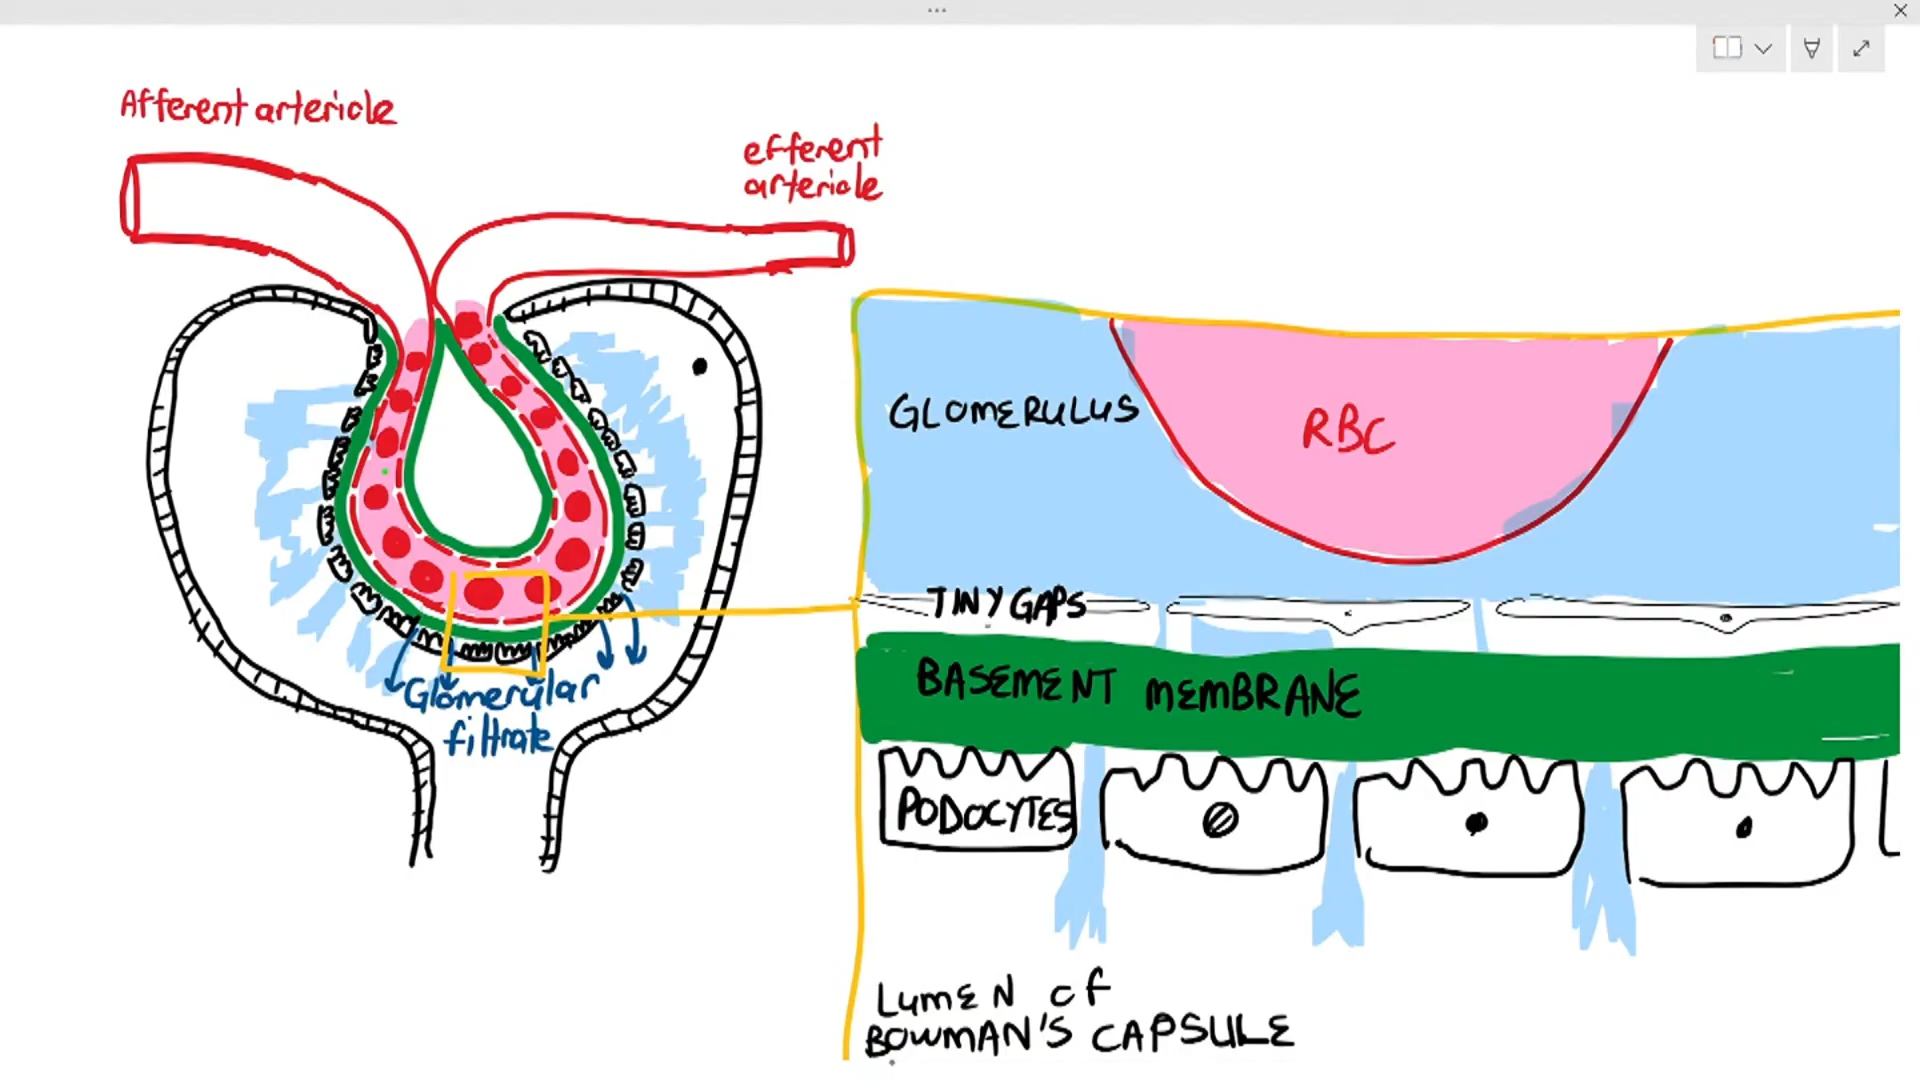 Afferent arteriole
efferent
arteriole
GLOMERULUS
RBC
TINY GAPS
BASEMENT MEMBRANE
Glomerular
filtrate
PODOCYTES
LUMEN OF
BOWMAN'S CAPSULE